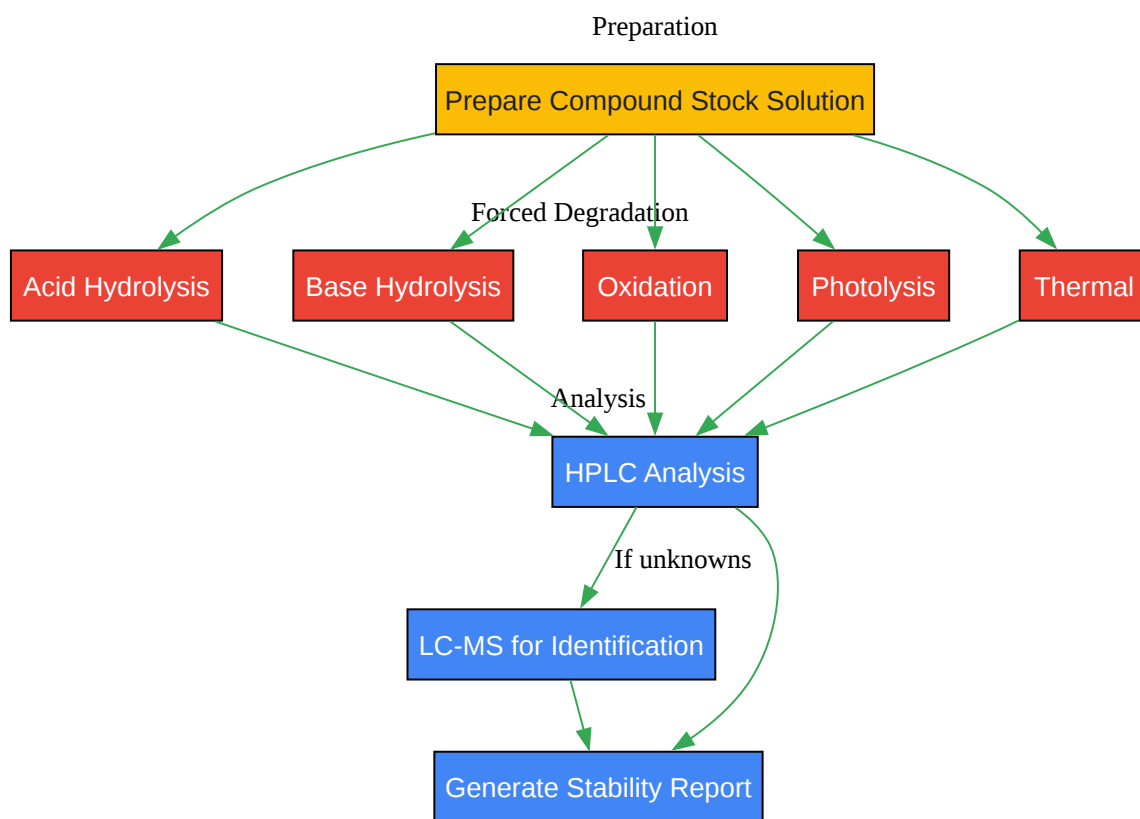 Preparation
Prepare Compound Stock Solution
Forced Degradation
Acid Hydrolysis
Base Hydrolysis
Oxidation
Photolysis
Thermal
Analysis
HPLC Analysis
If unknowns
LC-MS for Identification
Generate Stability Report